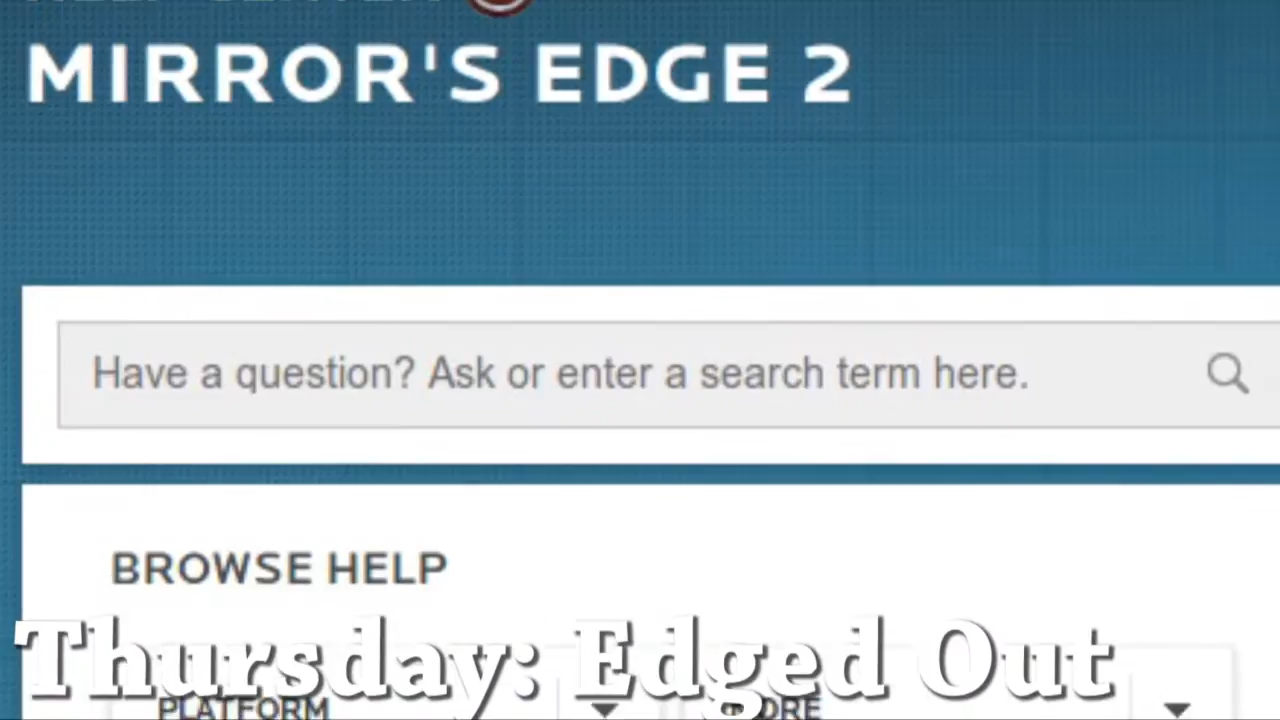 MIRROR'S EDGE 2
Have a question? Ask or enter a search term here.
BROWSE HELP
Thursday: Edged Out
PLATFORM